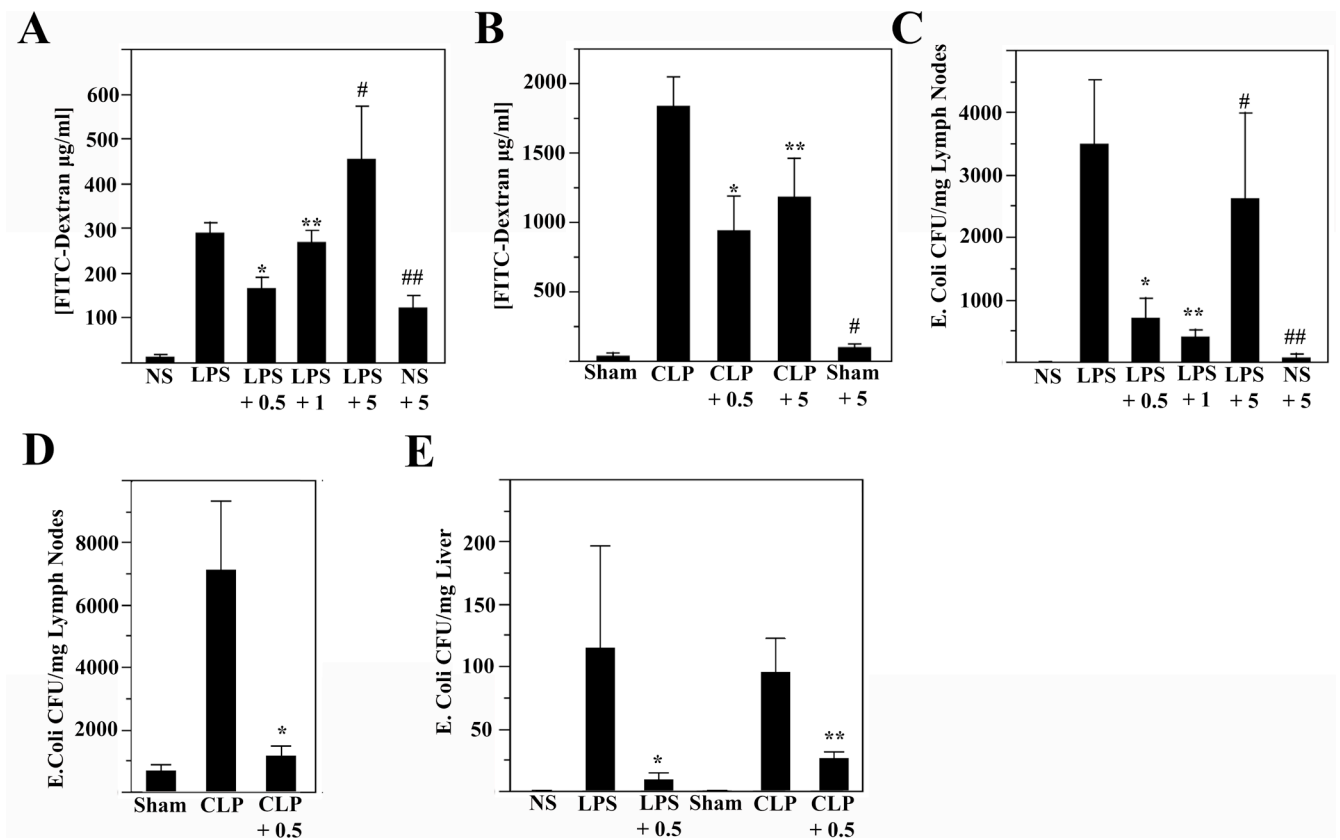 A
[FITC-Dextran µg/ml]
600
500
400
300
200
100
*
**
#
##
NS LPS LPS LPS LPS NS
+ 0.5 + 1 + 5 + 5
B
[FITC-Dextran µg/ml]
2000
1500
1000
500
*
**
#
Sham CLP CLP CLP Sham
+ 0.5 + 5 + 5
C
E. Coli CFU/mg Lymph Nodes
4000
3000
2000
1000
*
**
#
##
NS LPS LPS LPS LPS NS
+ 0.5 +1 + 5 + 5
D
E.Coli CFU/mg Lymph Nodes
8000
6000
4000
2000
*
Sham CLP CLP
+ 0.5
E
E. Coli CFU/mg Liver
200
150
100
50
*
**
NS LPS LPS Sham CLP CLP
+ 0.5 + 0.5